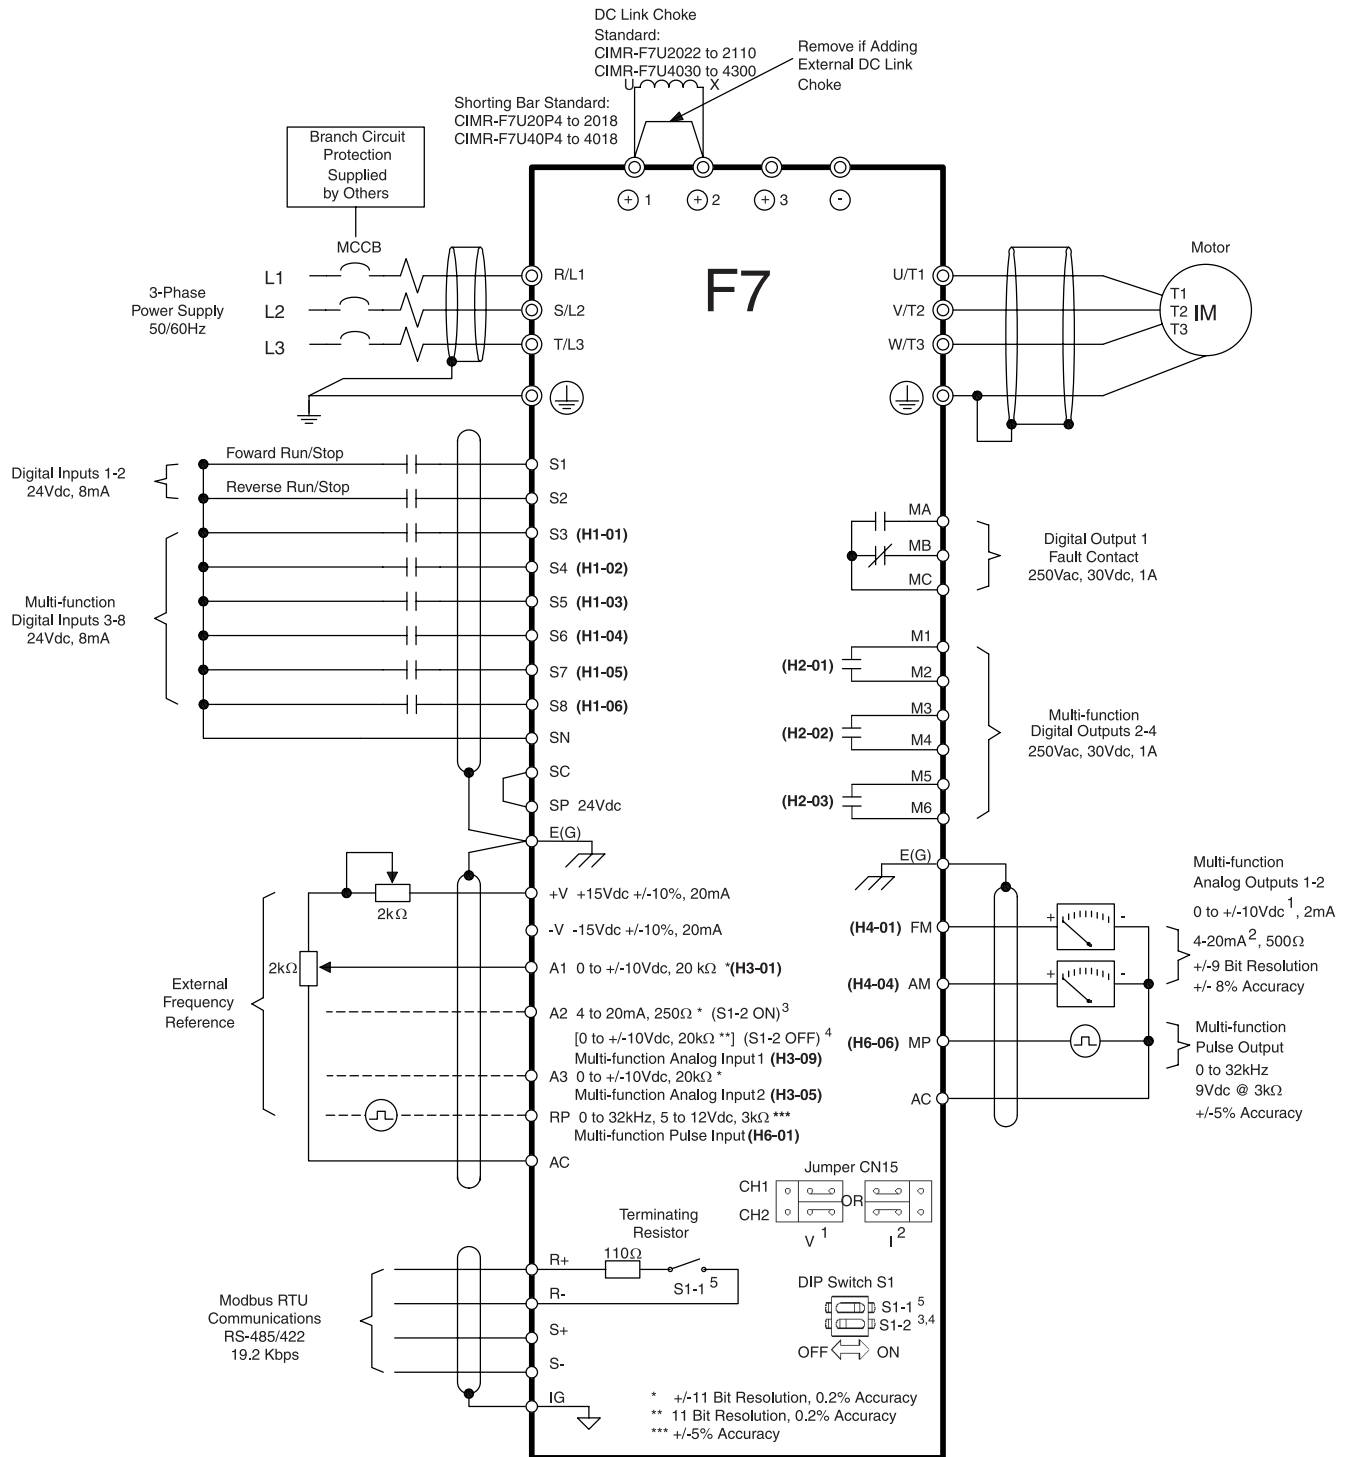 DC Link Choke
Standard:
CIMR-F7U2022 to 2110
CIMR-F7U4030 to 4300
U X
Remove if Adding
External DC Link
Choke
Shorting Bar Standard:
CIMR-F7U20P4 to 2018
CIMR-F7U40P4 to 4018
Branch Circuit
Protection
Supplied
by Others
+ 1 + 2 + 3 -
MCCB
3-Phase
Power Supply
50/60Hz
L1
L2
L3
R/L1
S/L2
T/L3
F7
U/T1
V/T2
W/T3
Motor
T1
T2
T3
IM
Digital Inputs 1-2
24Vdc, 8mA
Foward Run/Stop
Reverse Run/Stop
S1
S2
Multi-function
Digital Inputs 3-8
24Vdc, 8mA
S3 (H1-01)
S4 (H1-02)
S5 (H1-03)
S6 (H1-04)
S7 (H1-05)
S8 (H1-06)
SN
SC
SP 24Vdc
E(G)
MA
MB
MC
Digital Output 1
Fault Contact
250Vac, 30Vdc, 1A
M1
(H2-01)
M2
M3
(H2-02)
M4
M5
(H2-03)
M6
Multi-function
Digital Outputs 2-4
250Vac, 30Vdc, 1A
E(G)
External
Frequency
Reference
2kΩ
2kΩ
+V +15Vdc +/-10%, 20mA
-V -15Vdc +/-10%, 20mA
A1 0 to +/-10Vdc, 20 kΩ *(H3-01)
A2 4 to 20mA, 250Ω * (S1-2 ON)3
[0 to +/-10Vdc, 20kΩ **] (S1-2 OFF) 4
Multi-function Analog Input 1 (H3-09)
A3 0 to +/-10Vdc, 20kΩ *
Multi-function Analog Input 2 (H3-05)
RP 0 to 32kHz, 5 to 12Vdc, 3kΩ ***
Multi-function Pulse Input (H6-01)
AC
(H4-01) FM
(H4-04) AM
(H6-06) MP
AC
+ -
+ -
Multi-function
Analog Outputs 1-2
0 to +/-10Vdc 1, 2mA
4-20mA2, 500Ω
+/-9 Bit Resolution
+/- 8% Accuracy
Multi-function
Pulse Output
0 to 32kHz
9Vdc @ 3kΩ
+/-5% Accuracy
Jumper CN15
CH1
CH2
OR
V 1 I 2
Modbus RTU
Communications
RS-485/422
19.2 Kbps
R+
R-
S+
S-
IG
Terminating
Resistor
110Ω
S1-1 5
DIP Switch S1
S1-1 5
S1-2 3,4
OFF ON
* +/-11 Bit Resolution, 0.2% Accuracy
** 11 Bit Resolution, 0.2% Accuracy
*** +/-5% Accuracy